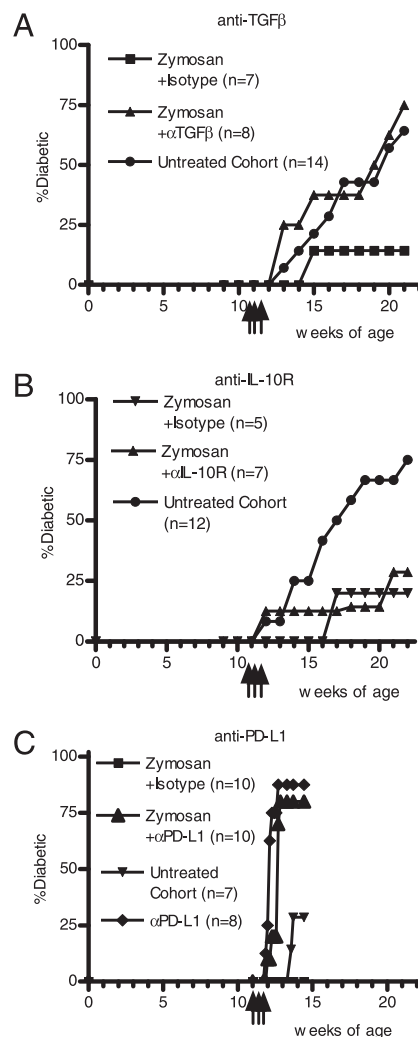 A
anti-TGFβ
100
75
50
25
0
%Diabetic
Zymosan
+Isotype (n=7)
Zymosan
+αTGFβ (n=8)
Untreated Cohort (n=14)
0 5 10 15 20
weeks of age
B
anti-IL-10R
100
75
50
25
0
%Diabetic
Zymosan
+Isotype (n=5)
Zymosan
+αIL-10R (n=7)
Untreated Cohort
(n=12)
0 5 10 15 20
weeks of age
C
anti-PD-L1
100
75
50
25
0
%Diabetic
Zymosan
+Isotype (n=10)
Zymosan
+αPD-L1 (n=10)
Untreated
Cohort (n=7)
αPD-L1 (n=8)
0 5 10 15 20
weeks of age